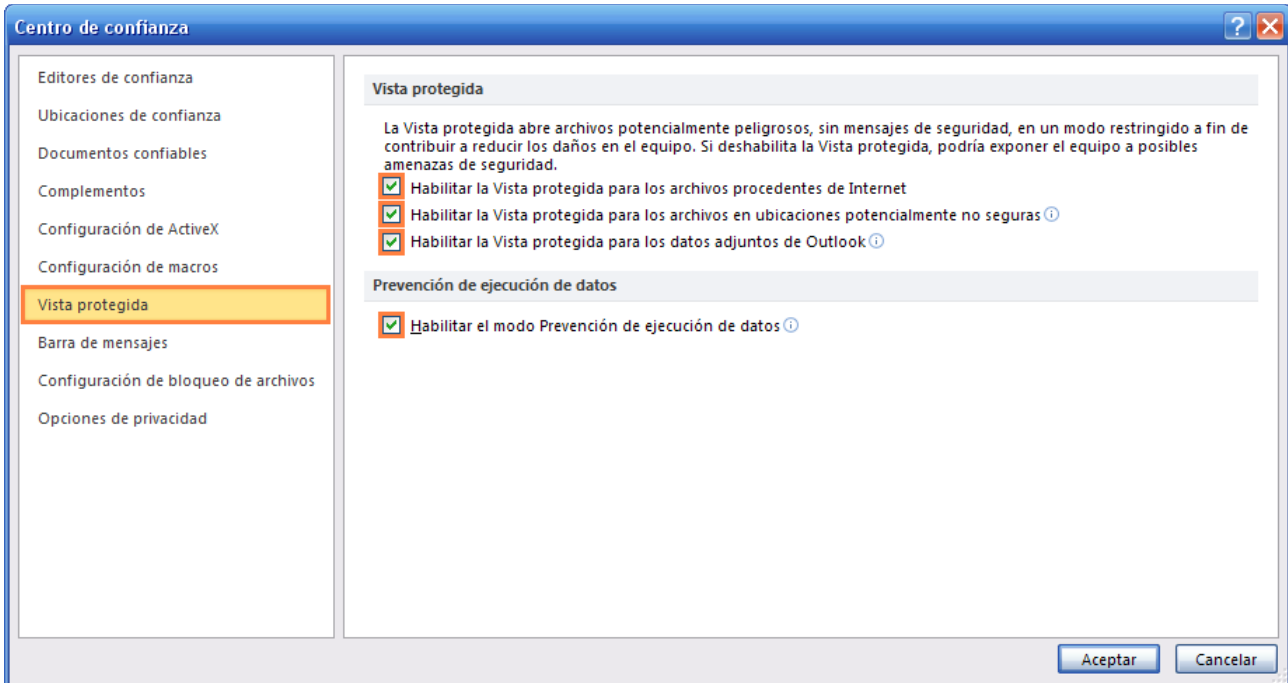 Centro de confianza
Editores de confianza
Ubicaciones de confianza
Documentos confiables
Complementos
Configuración de ActiveX
Configuración de macros
Vista protegida
Barra de mensajes
Configuración de bloqueo de archivos
Opciones de privacidad
Vista protegida
La Vista protegida abre archivos potencialmente peligrosos, sin mensajes de seguridad, en un modo restringido a fin de
contribuir a reducir los daños en el equipo. Si deshabilita la Vista protegida, podría exponer el equipo a posibles
amenazas de seguridad.
Habilitar la Vista protegida para los archivos procedentes de Internet
Habilitar la Vista protegida para los archivos en ubicaciones potencialmente no seguras
Habilitar la Vista protegida para los datos adjuntos de Outlook
Prevención de ejecución de datos
Habilitar el modo Prevención de ejecución de datos
Aceptar
Cancelar